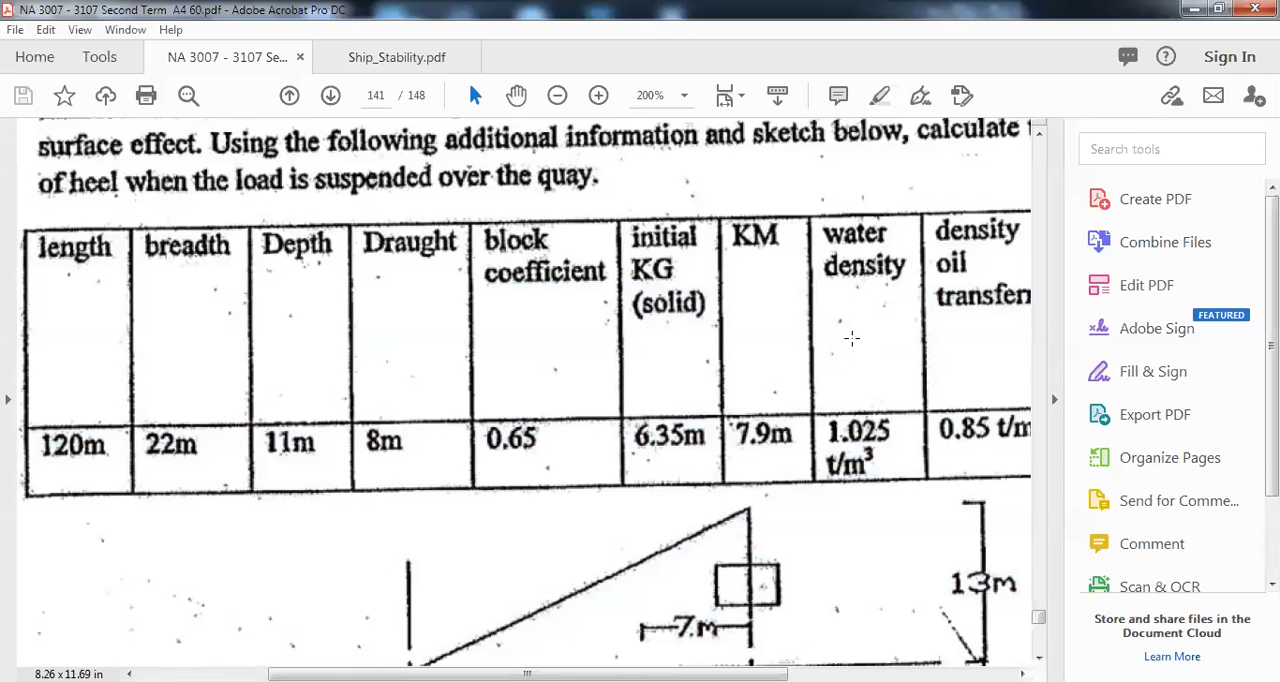 NA 3007 - 3107 Second Term A4 60.pdf - Adobe Acrobat Pro DC
File Edit View Window Help
Home Tools NA 3007 - 3107 Se... × Ship_Stability.pdf Sign In
141 / 148 200%
surface effect. Using the following additional information and sketch below, calculate
of heel when the load is suspended over the quay.
length breadth Depth Draught block coefficient initial KG (solid) KM water density density oil
120m 22m 11m 8m 0.65 6.35m 7.9m 1.025 t/m³ 0.85
7m
13m
Search tools
Create PDF
Combine Files
Edit PDF
FEATURED
Adobe Sign
Fill & Sign
Export PDF
Organize Pages
Send for Comme...
Comment
Scan & OCR
Store and share files in the
Document Cloud
Learn More
8.26 x 11.69 in